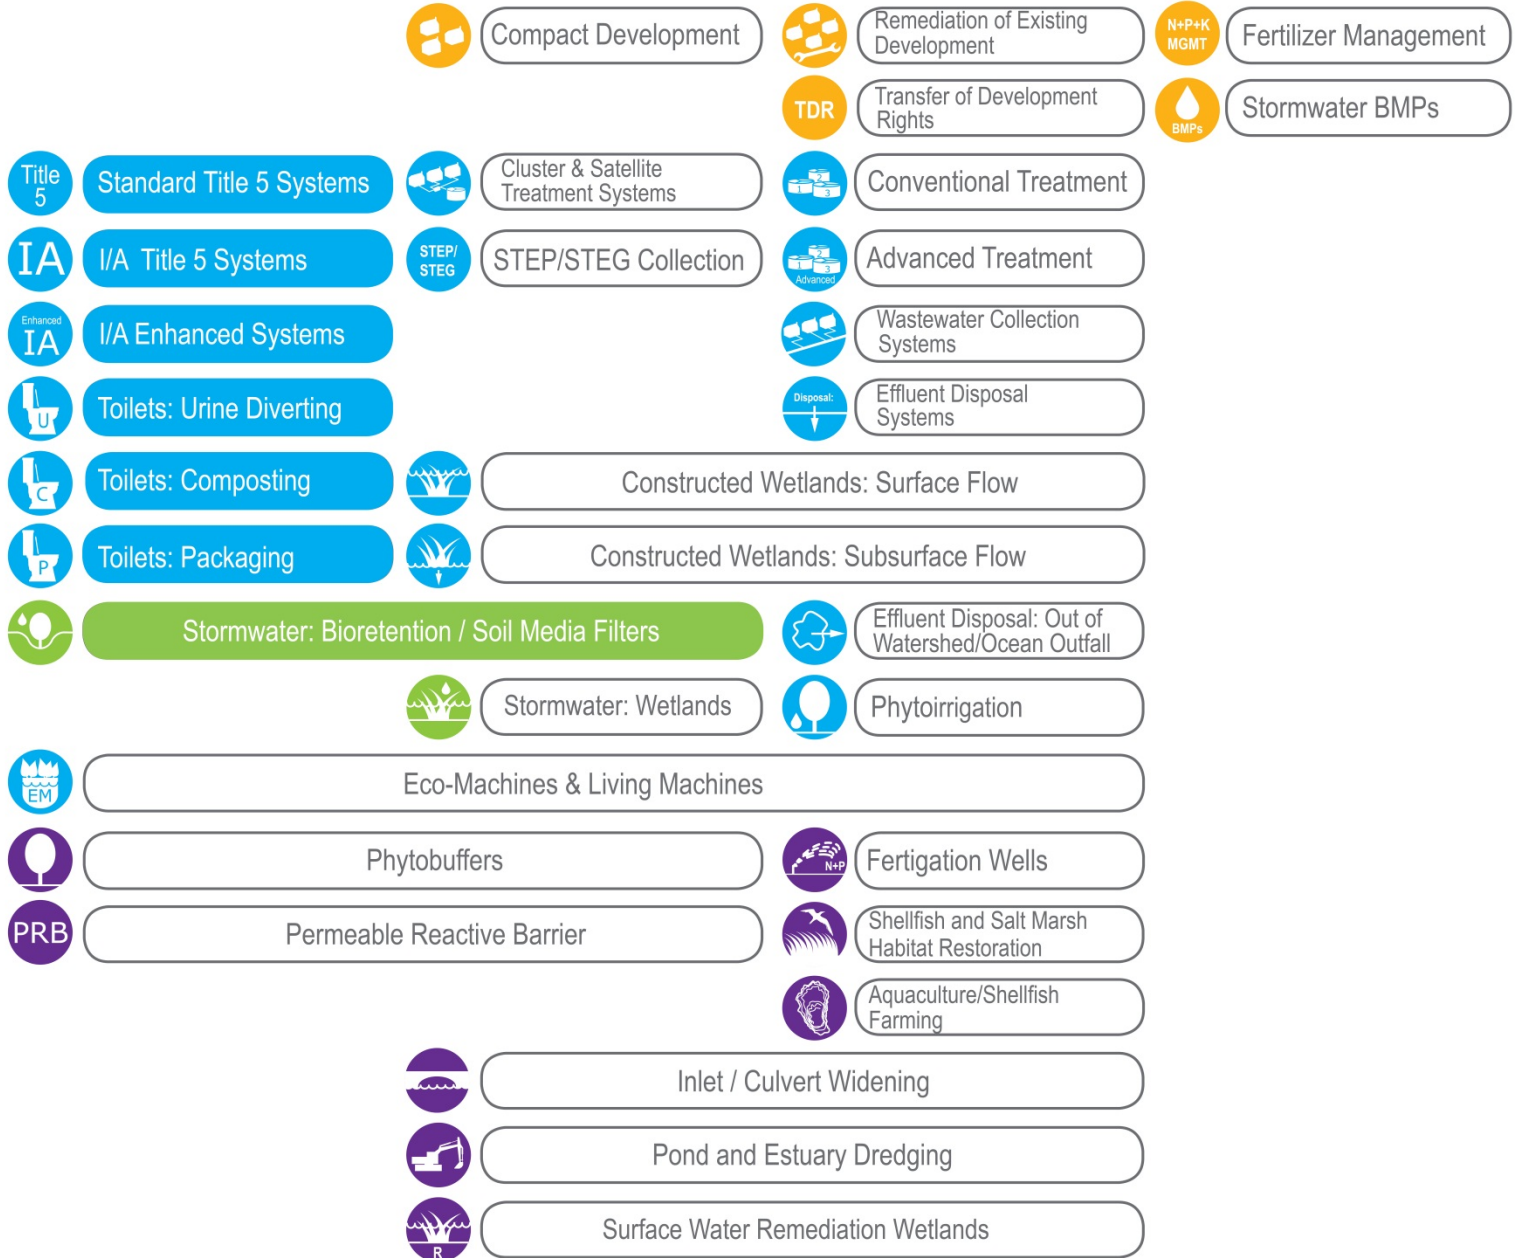 Compact Development
Remediation of Existing
Development
N+P+K
MGMT
Fertilizer Management
TDR
Transfer of Development
Rights
BMPs
Stormwater BMPs
Title
5
Standard Title 5 Systems
Cluster & Satellite
Treatment Systems
1 2 3
Conventional Treatment
IA
I/A Title 5 Systems
STEP/
STEG
STEP/STEG Collection
1 2 3
Advanced
Advanced Treatment
Enhanced
IA
I/A Enhanced Systems
Wastewater Collection
Systems
U
Toilets: Urine Diverting
Disposal:
Effluent Disposal
Systems
C
Toilets: Composting
Constructed Wetlands: Surface Flow
P
Toilets: Packaging
Constructed Wetlands: Subsurface Flow
Stormwater: Bioretention / Soil Media Filters
Effluent Disposal: Out of
Watershed/Ocean Outfall
Stormwater: Wetlands
Phytoirrigation
EM
Eco-Machines & Living Machines
Phytobuffers
N+P
Fertigation Wells
PRB
Permeable Reactive Barrier
Shellfish and Salt Marsh
Habitat Restoration
Aquaculture/Shellfish
Farming
Inlet / Culvert Widening
Pond and Estuary Dredging
R
Surface Water Remediation Wetlands